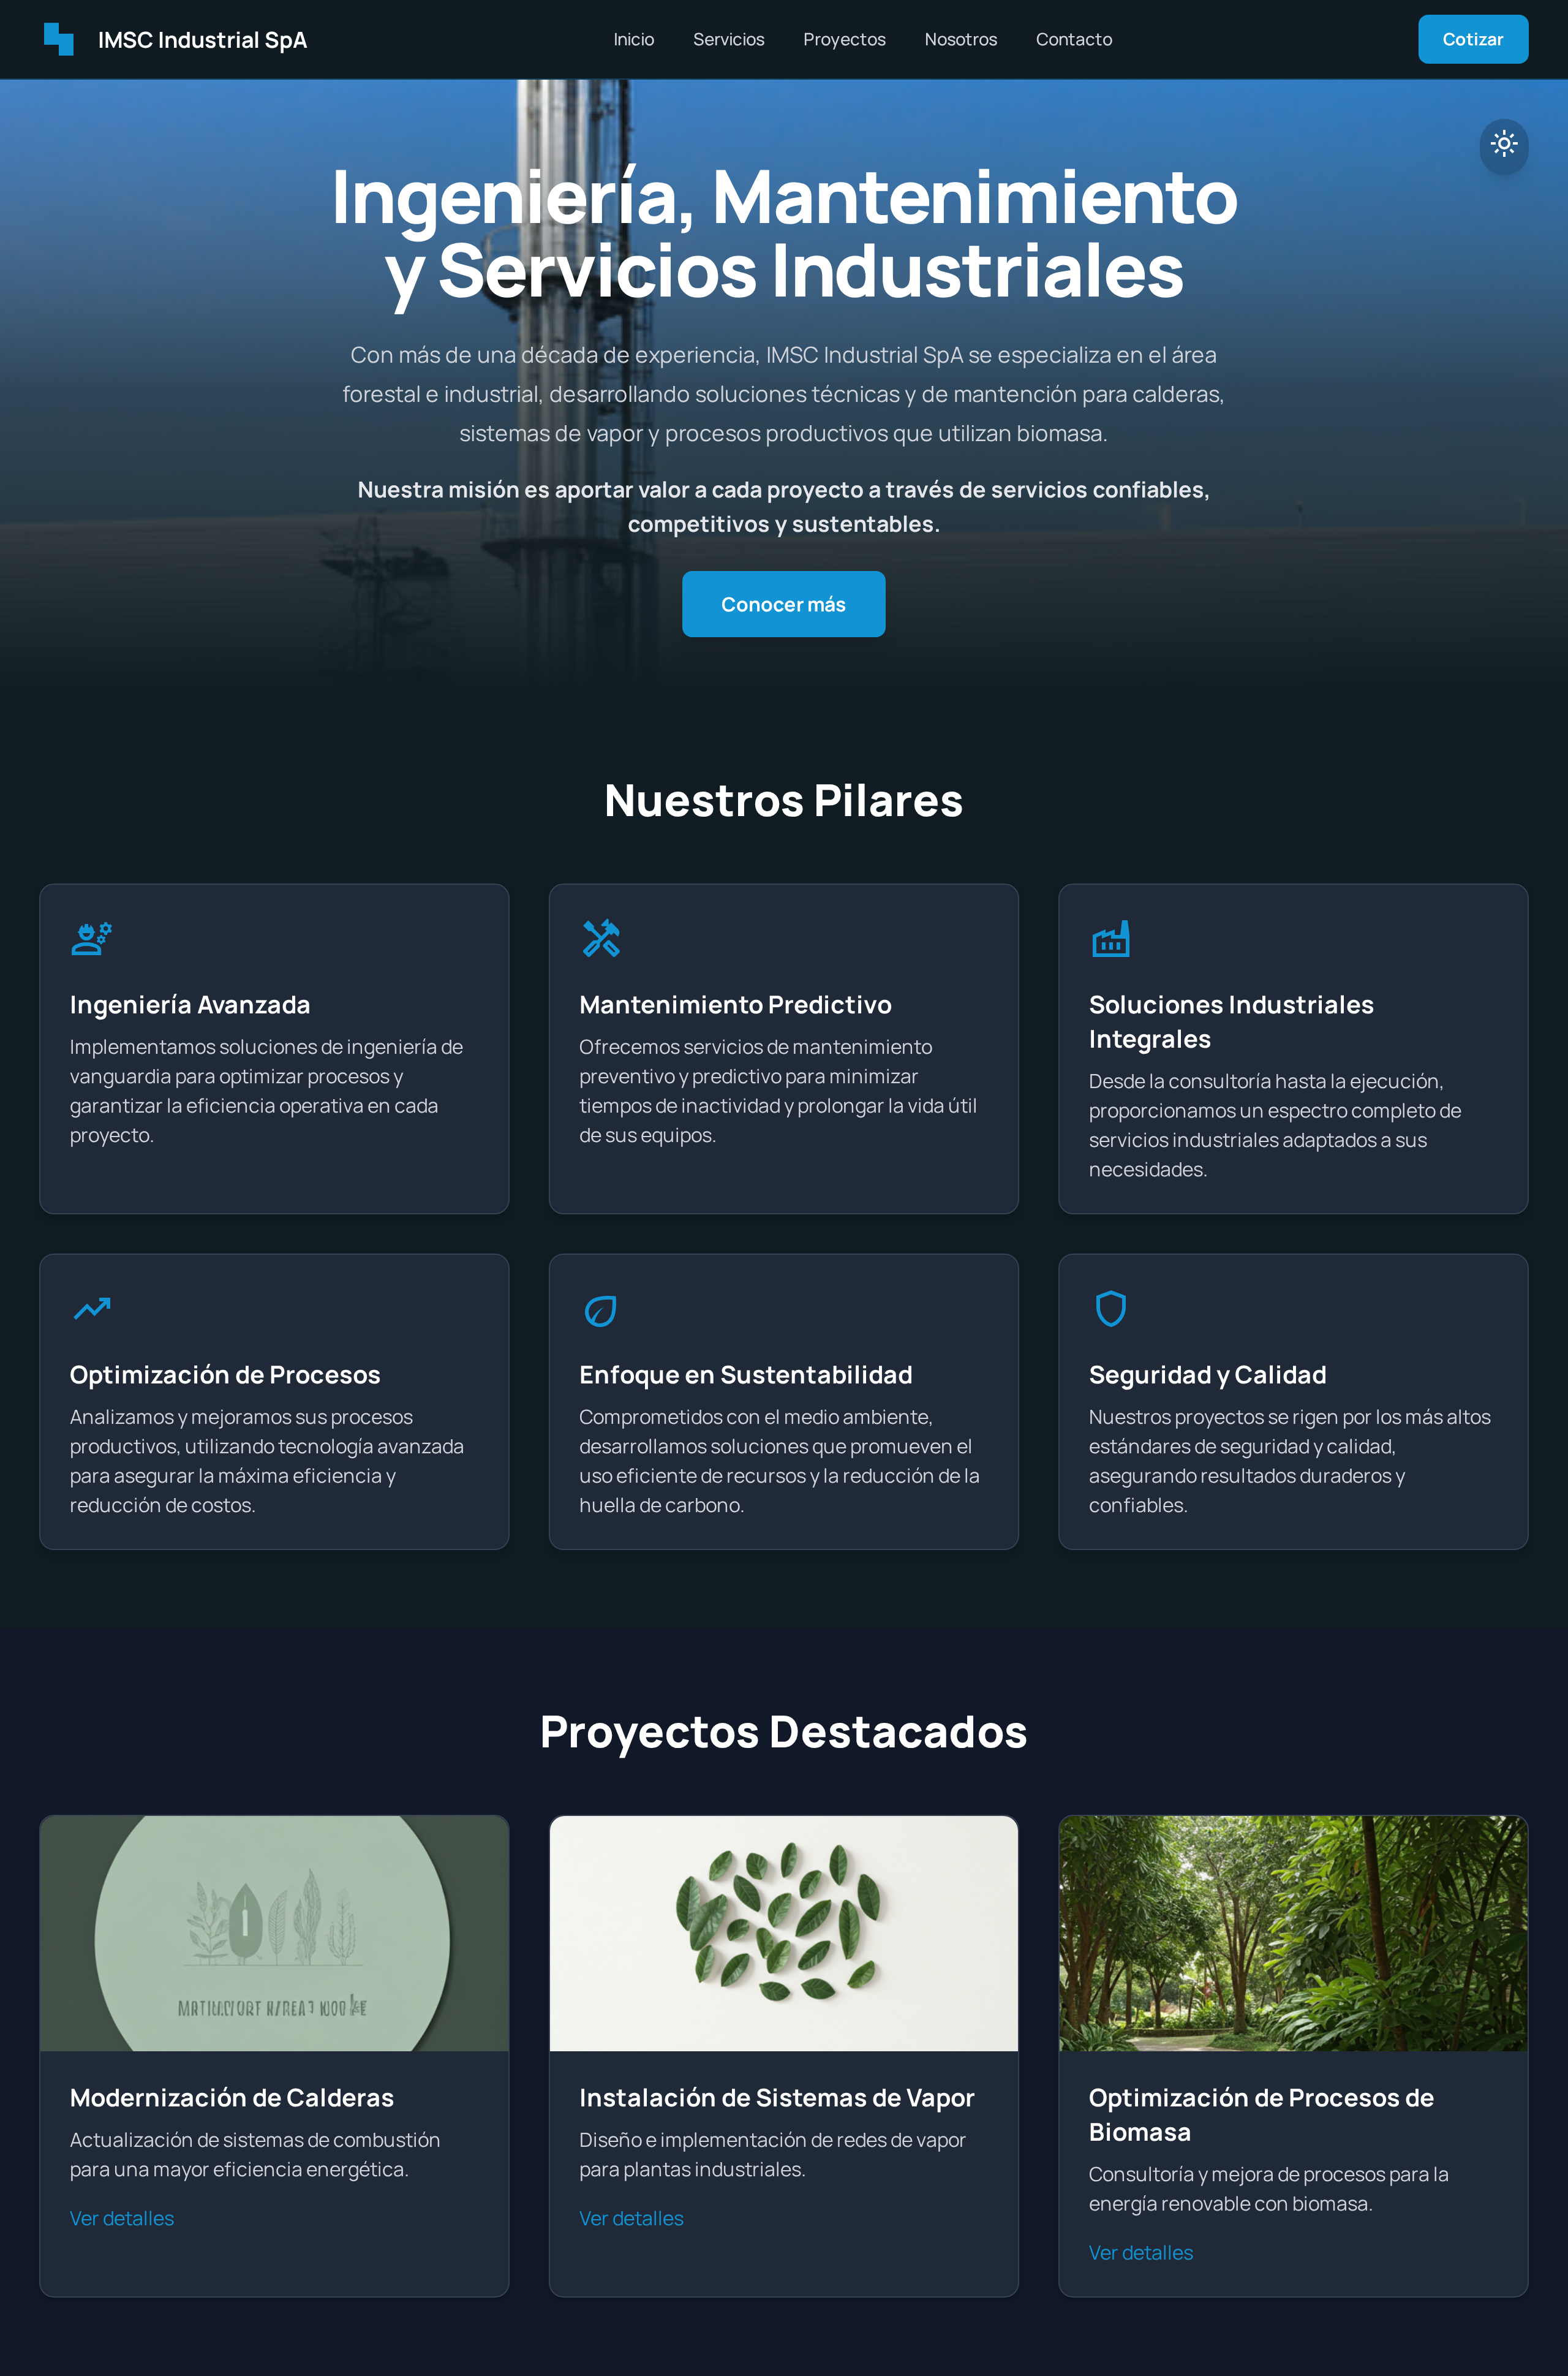 IMSC Industrial SpA
Inicio
Servicios
Proyectos
Nosotros
Contacto
Cotizar
Ingeniería, Mantenimiento
y Servicios Industriales
Con más de una década de experiencia, IMSC Industrial SpA se especializa en el área
forestal e industrial, desarrollando soluciones técnicas y de mantención para calderas,
sistemas de vapor y procesos productivos que utilizan biomasa.
Nuestra misión es aportar valor a cada proyecto a través de servicios confiables,
competitivos y sustentables.
Conocer más
Nuestros Pilares
Ingeniería Avanzada
Implementamos soluciones de ingeniería de
vanguardia para optimizar procesos y
garantizar la eficiencia operativa en cada
proyecto.
Mantenimiento Predictivo
Ofrecemos servicios de mantenimiento
preventivo y predictivo para minimizar
tiempos de inactividad y prolongar la vida útil
de sus equipos.
Soluciones Industriales
Integrales
Desde la consultoría hasta la ejecución,
proporcionamos un espectro completo de
servicios industriales adaptados a sus
necesidades.
Optimización de Procesos
Analizamos y mejoramos sus procesos
productivos, utilizando tecnología avanzada
para asegurar la máxima eficiencia y
reducción de costos.
Enfoque en Sustentabilidad
Comprometidos con el medio ambiente,
desarrollamos soluciones que promueven el
uso eficiente de recursos y la reducción de la
huella de carbono.
Seguridad y Calidad
Nuestros proyectos se rigen por los más altos
estándares de seguridad y calidad,
asegurando resultados duraderos y
confiables.
Proyectos Destacados
Modernización de Calderas
Actualización de sistemas de combustión
para una mayor eficiencia energética.
Ver detalles
Instalación de Sistemas de Vapor
Diseño e implementación de redes de vapor
para plantas industriales.
Ver detalles
Optimización de Procesos de
Biomasa
Consultoría y mejora de procesos para la
energía renovable con biomasa.
Ver detalles